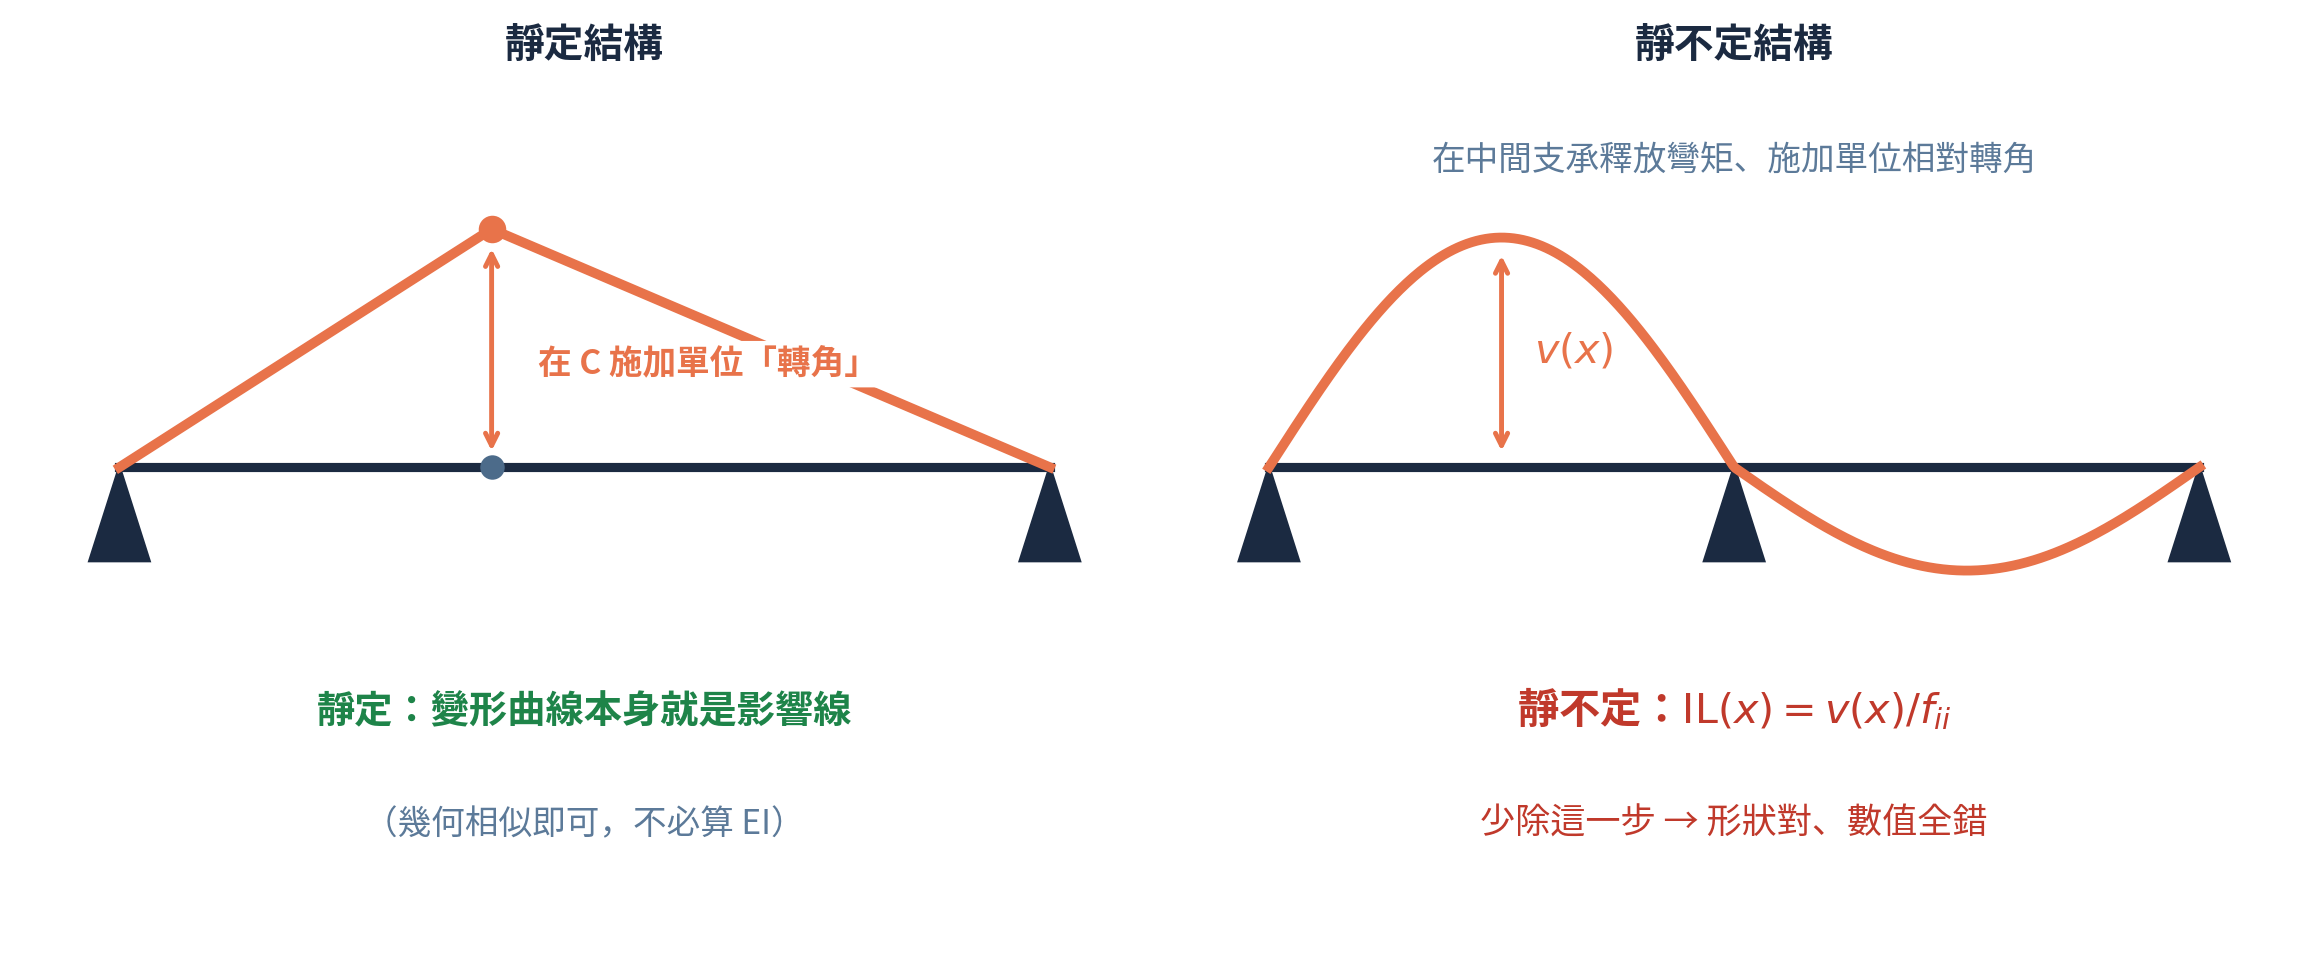 靜定結構
在 C 施加單位「轉角」
靜定：變形曲線本身就是影響線
（幾何相似即可，不必算 EI）
靜不定結構
在中間支承釋放彎矩、施加單位相對轉角
v(x)
靜不定：IL(x) = v(x)/f_{ii}
少除這一步 → 形狀對、數值全錯